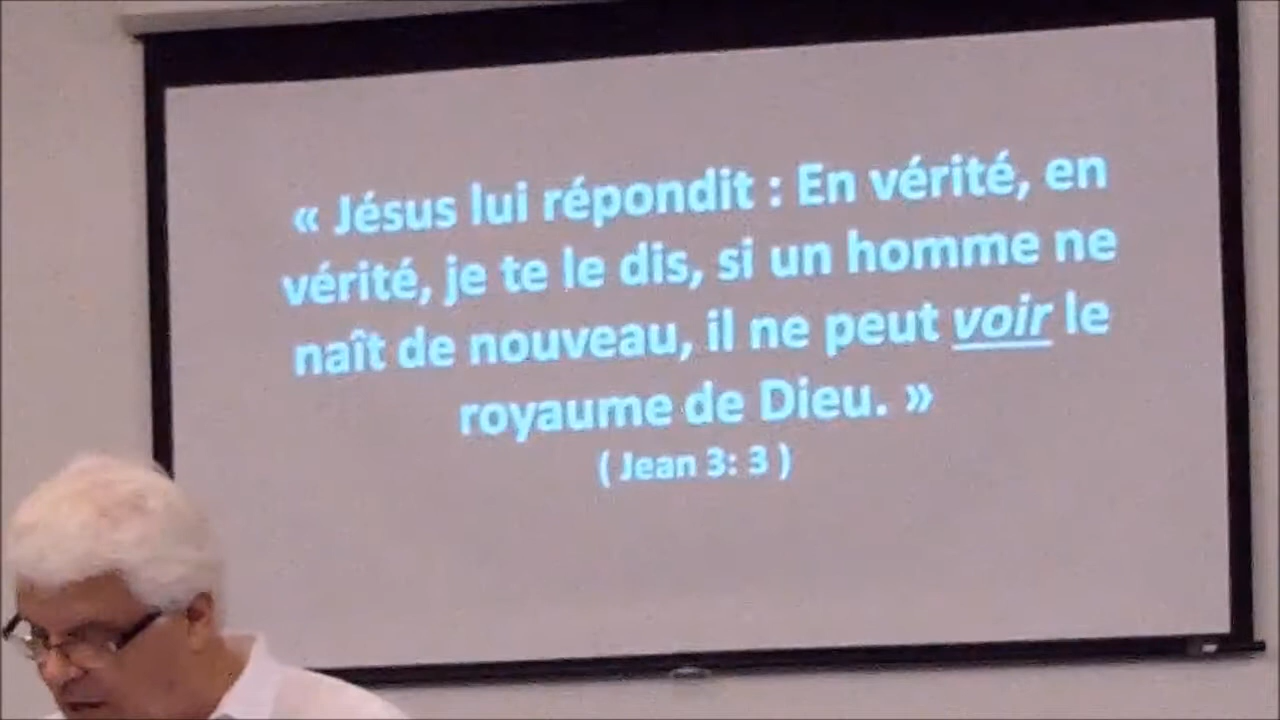 « Jésus lui répondit : En vérité, en
vérité, je te le dis, si un homme ne
naît de nouveau, il ne peut voir le
royaume de Dieu. »
( Jean 3: 3 )